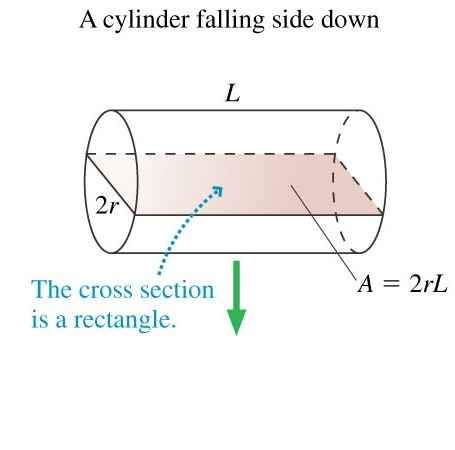 A cylinder falling side down
L
2r
The cross section
is a rectangle.
A = 2rL